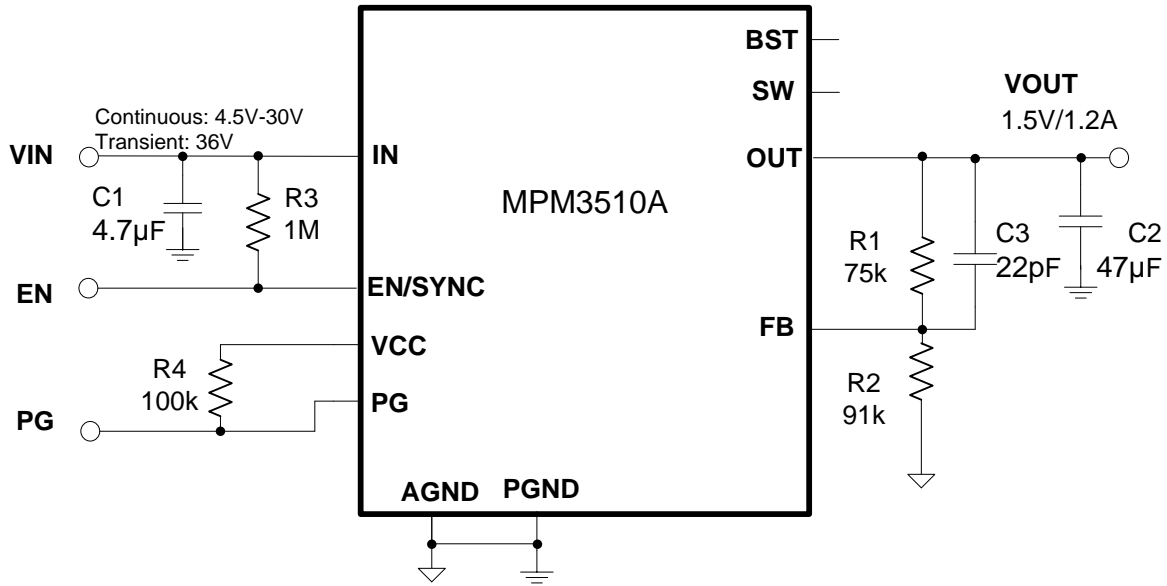 BST
SW
VOUT
1.5V/1.2A
Continuous: 4.5V-30V
Transient: 36V
VIN
IN
OUT
MPM3510A
C1
4.7µF
R3
1M
R1
75k
C3
22pF
C2
47µF
EN
EN/SYNC
FB
VCC
R4
100k
PG
PG
R2
91k
AGND
PGND